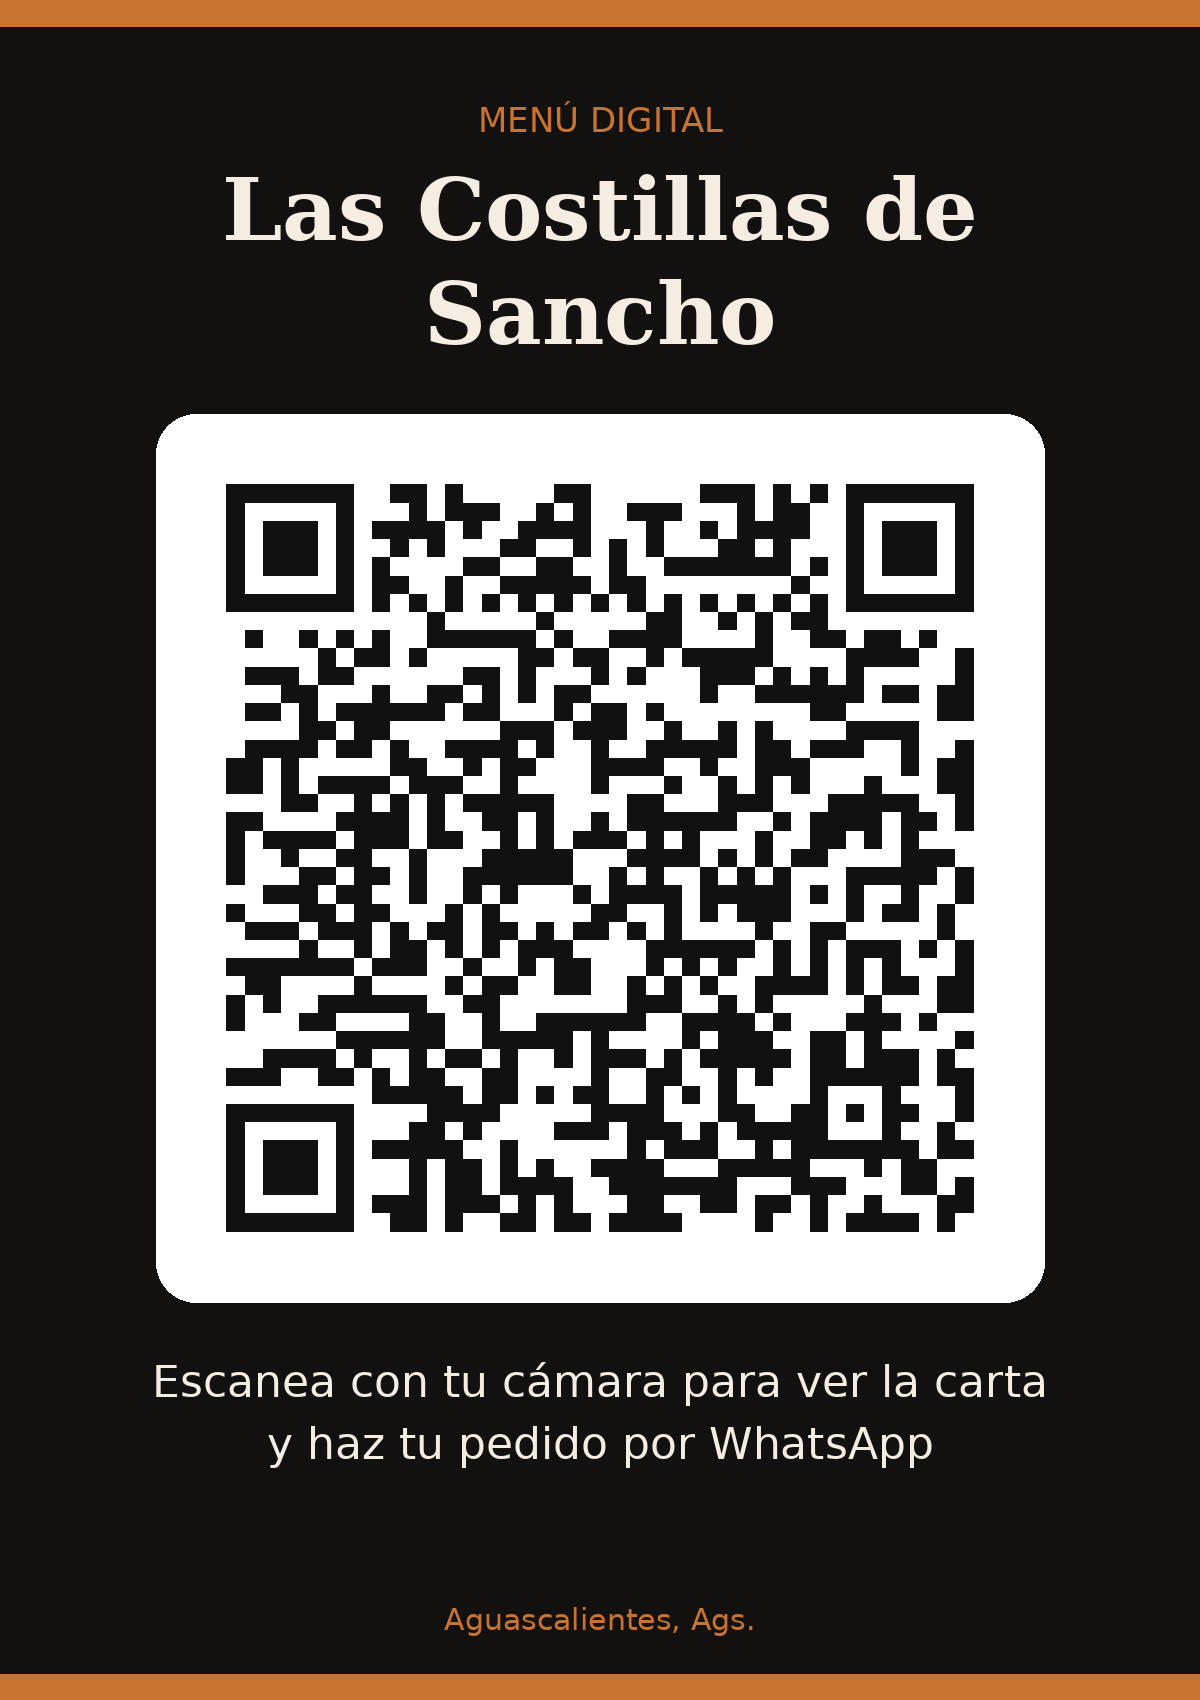 MENÚ DIGITAL
Las Costillas de
Sancho
Escanea con tu cámara para ver la carta
y haz tu pedido por WhatsApp
Aguascalientes, Ags.